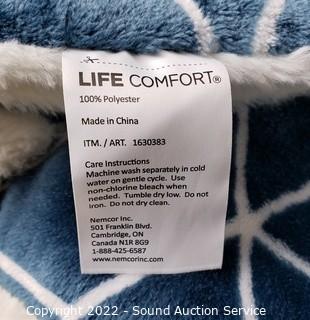 LIFE COMFORT®
100% Polyester
Made in China
ITM. / ART. 1630383
Care Instructions
Machine wash separately in cold
water on gentle cycle. Use
non-chlorine bleach when
needed. Tumble dry low. Do not
iron. Do not dry clean.
Nemcor Inc.
501 Franklin Blvd.
Cambridge, ON
Canada N1R 8G9
1-888-425-6587
www.nemcorinc.com
Copyright 2022 - Sound Auction Service